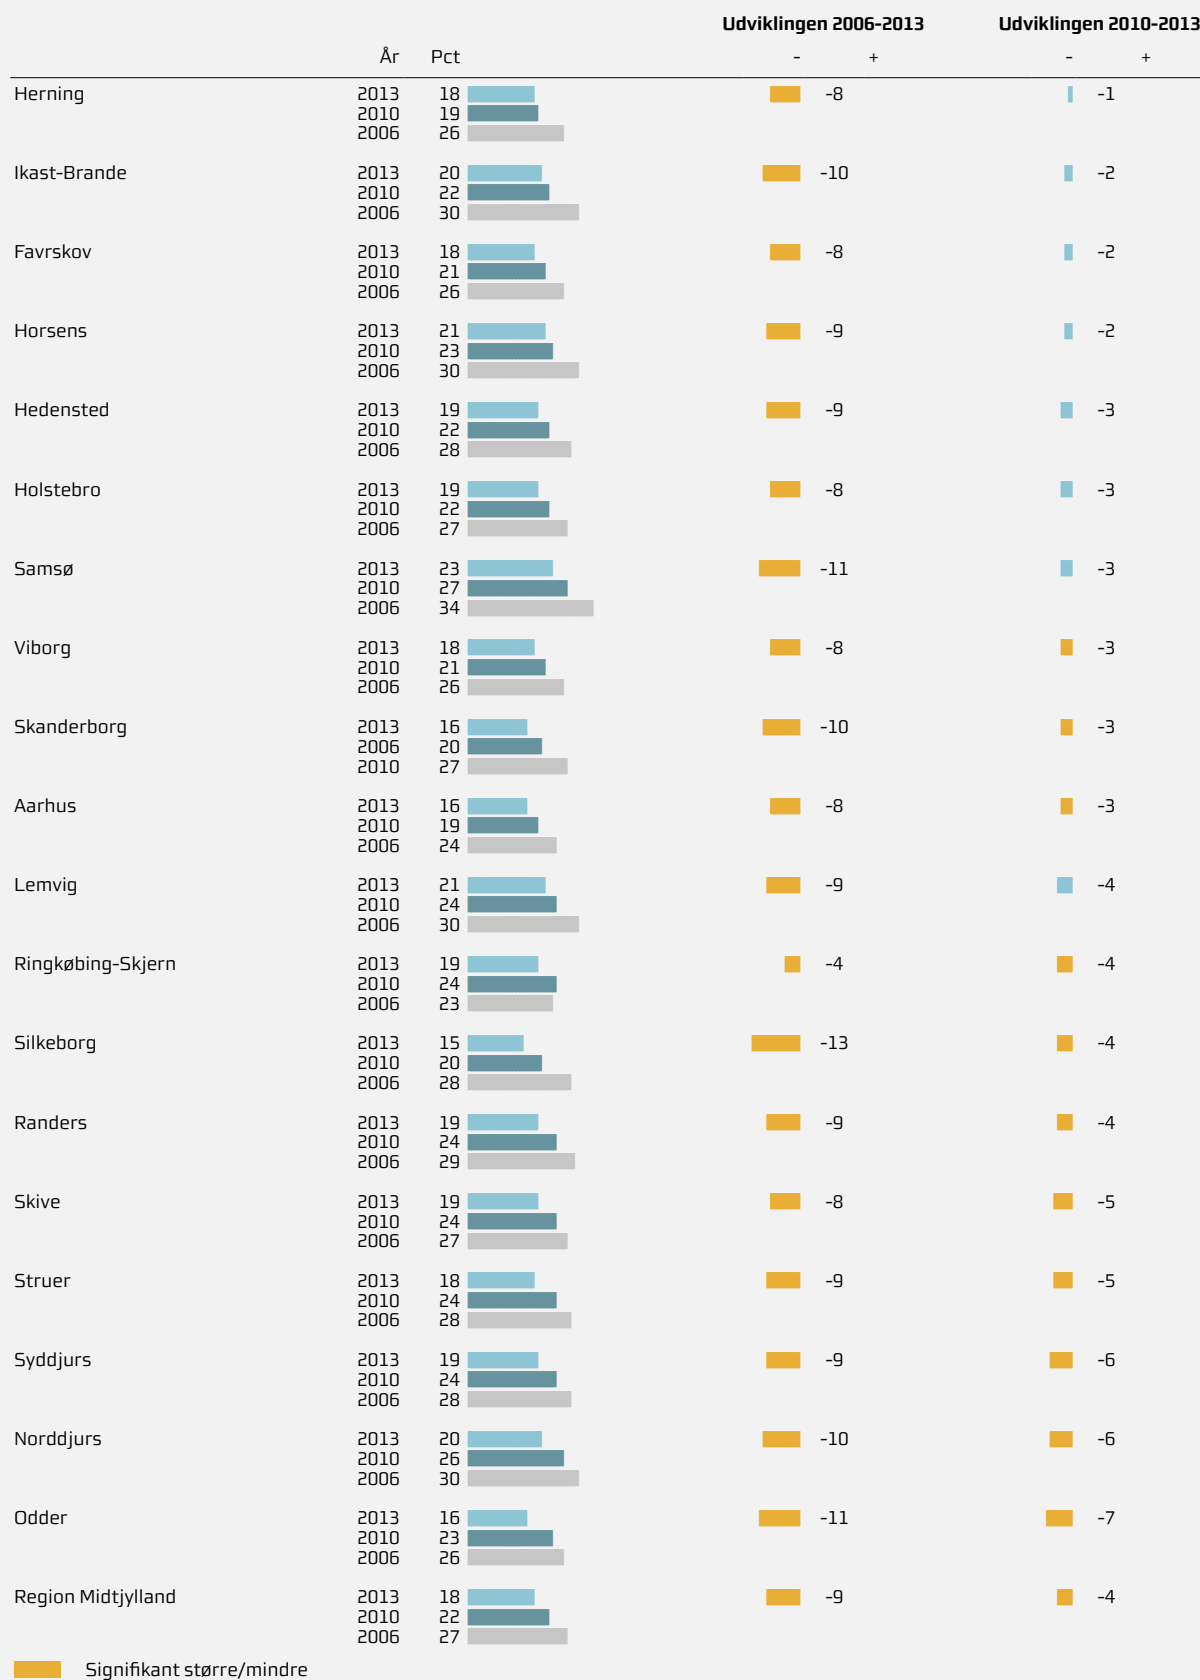 Udviklingen 2006-2013 Udviklingen 2010-2013
År Pct - + - +
Herning 2013 18 -8 -1
2010 19
2006 26
Ikast-Brande 2013 20 -10 -2
2010 22
2006 30
Favrskov 2013 18 -8 -2
2010 21
2006 26
Horsens 2013 21 -9 -2
2010 23
2006 30
Hedensted 2013 19 -9 -3
2010 22
2006 28
Holstebro 2013 19 -8 -3
2010 22
2006 27
Samsø 2013 23 -11 -3
2010 27
2006 34
Viborg 2013 18 -8 -3
2010 21
2006 26
Skanderborg 2013 16 -10 -3
2006 20
2010 27
Aarhus 2013 16 -8 -3
2010 19
2006 24
Lemvig 2013 21 -9 -4
2010 24
2006 30
Ringkøbing-Skjern 2013 19 -4 -4
2010 24
2006 23
Silkeborg 2013 15 -13 -4
2010 20
2006 28
Randers 2013 19 -9 -4
2010 24
2006 29
Skive 2013 19 -8 -5
2010 24
2006 27
Struer 2013 18 -9 -5
2010 24
2006 28
Syddjurs 2013 19 -9 -6
2010 24
2006 28
Norddjurs 2013 20 -10 -6
2010 26
2006 30
Odder 2013 16 -11 -7
2010 23
2006 26
Region Midtjylland 2013 18 -9 -4
2010 22
2006 27
Signifikant større/mindre